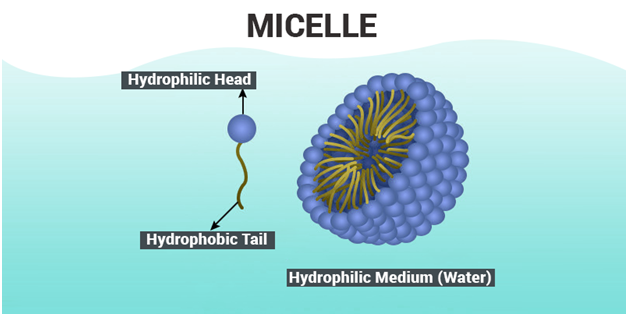 MICELLE
Hydrophilic Head
Hydrophobic Tail
Hydrophilic Medium (Water)